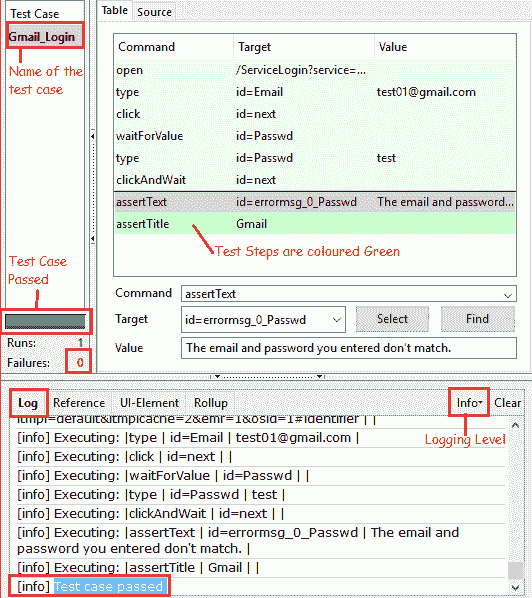 Test Case
Gmail_Login
Name of the
test case
Test Case
Passed
Runs: 1
Failures: 0
Table Source
Command Target Value
open /ServiceLogin?service=...
type id=Email test01@gmail.com
click id=next
waitForValue id=Passwd
type id=Passwd test
clickAndWait id=next
assertText id=errormsg_0_Passwd The email and password...
assertTitle Gmail
Test Steps are coloured Green
Command assertText
Target id=errormsg_0_Passwd Select Find
Value The email and password you entered don't match.
Log Reference UI-Element Rollup Info Clear
Logging Level
ltmpl=default&ltmplcache=2&emr=1&osid=1#identifier | |
[info] Executing: |type | id=Email | test01@gmail.com |
[info] Executing: |click | id=next | |
[info] Executing: |waitForValue | id=Passwd | |
[info] Executing: |type | id=Passwd | test |
[info] Executing: |clickAndWait | id=next | |
[info] Executing: |assertText | id=errormsg_0_Passwd | The email and
password you entered don't match. |
[info] Executing: |assertTitle | Gmail | |
[info] Test case passed